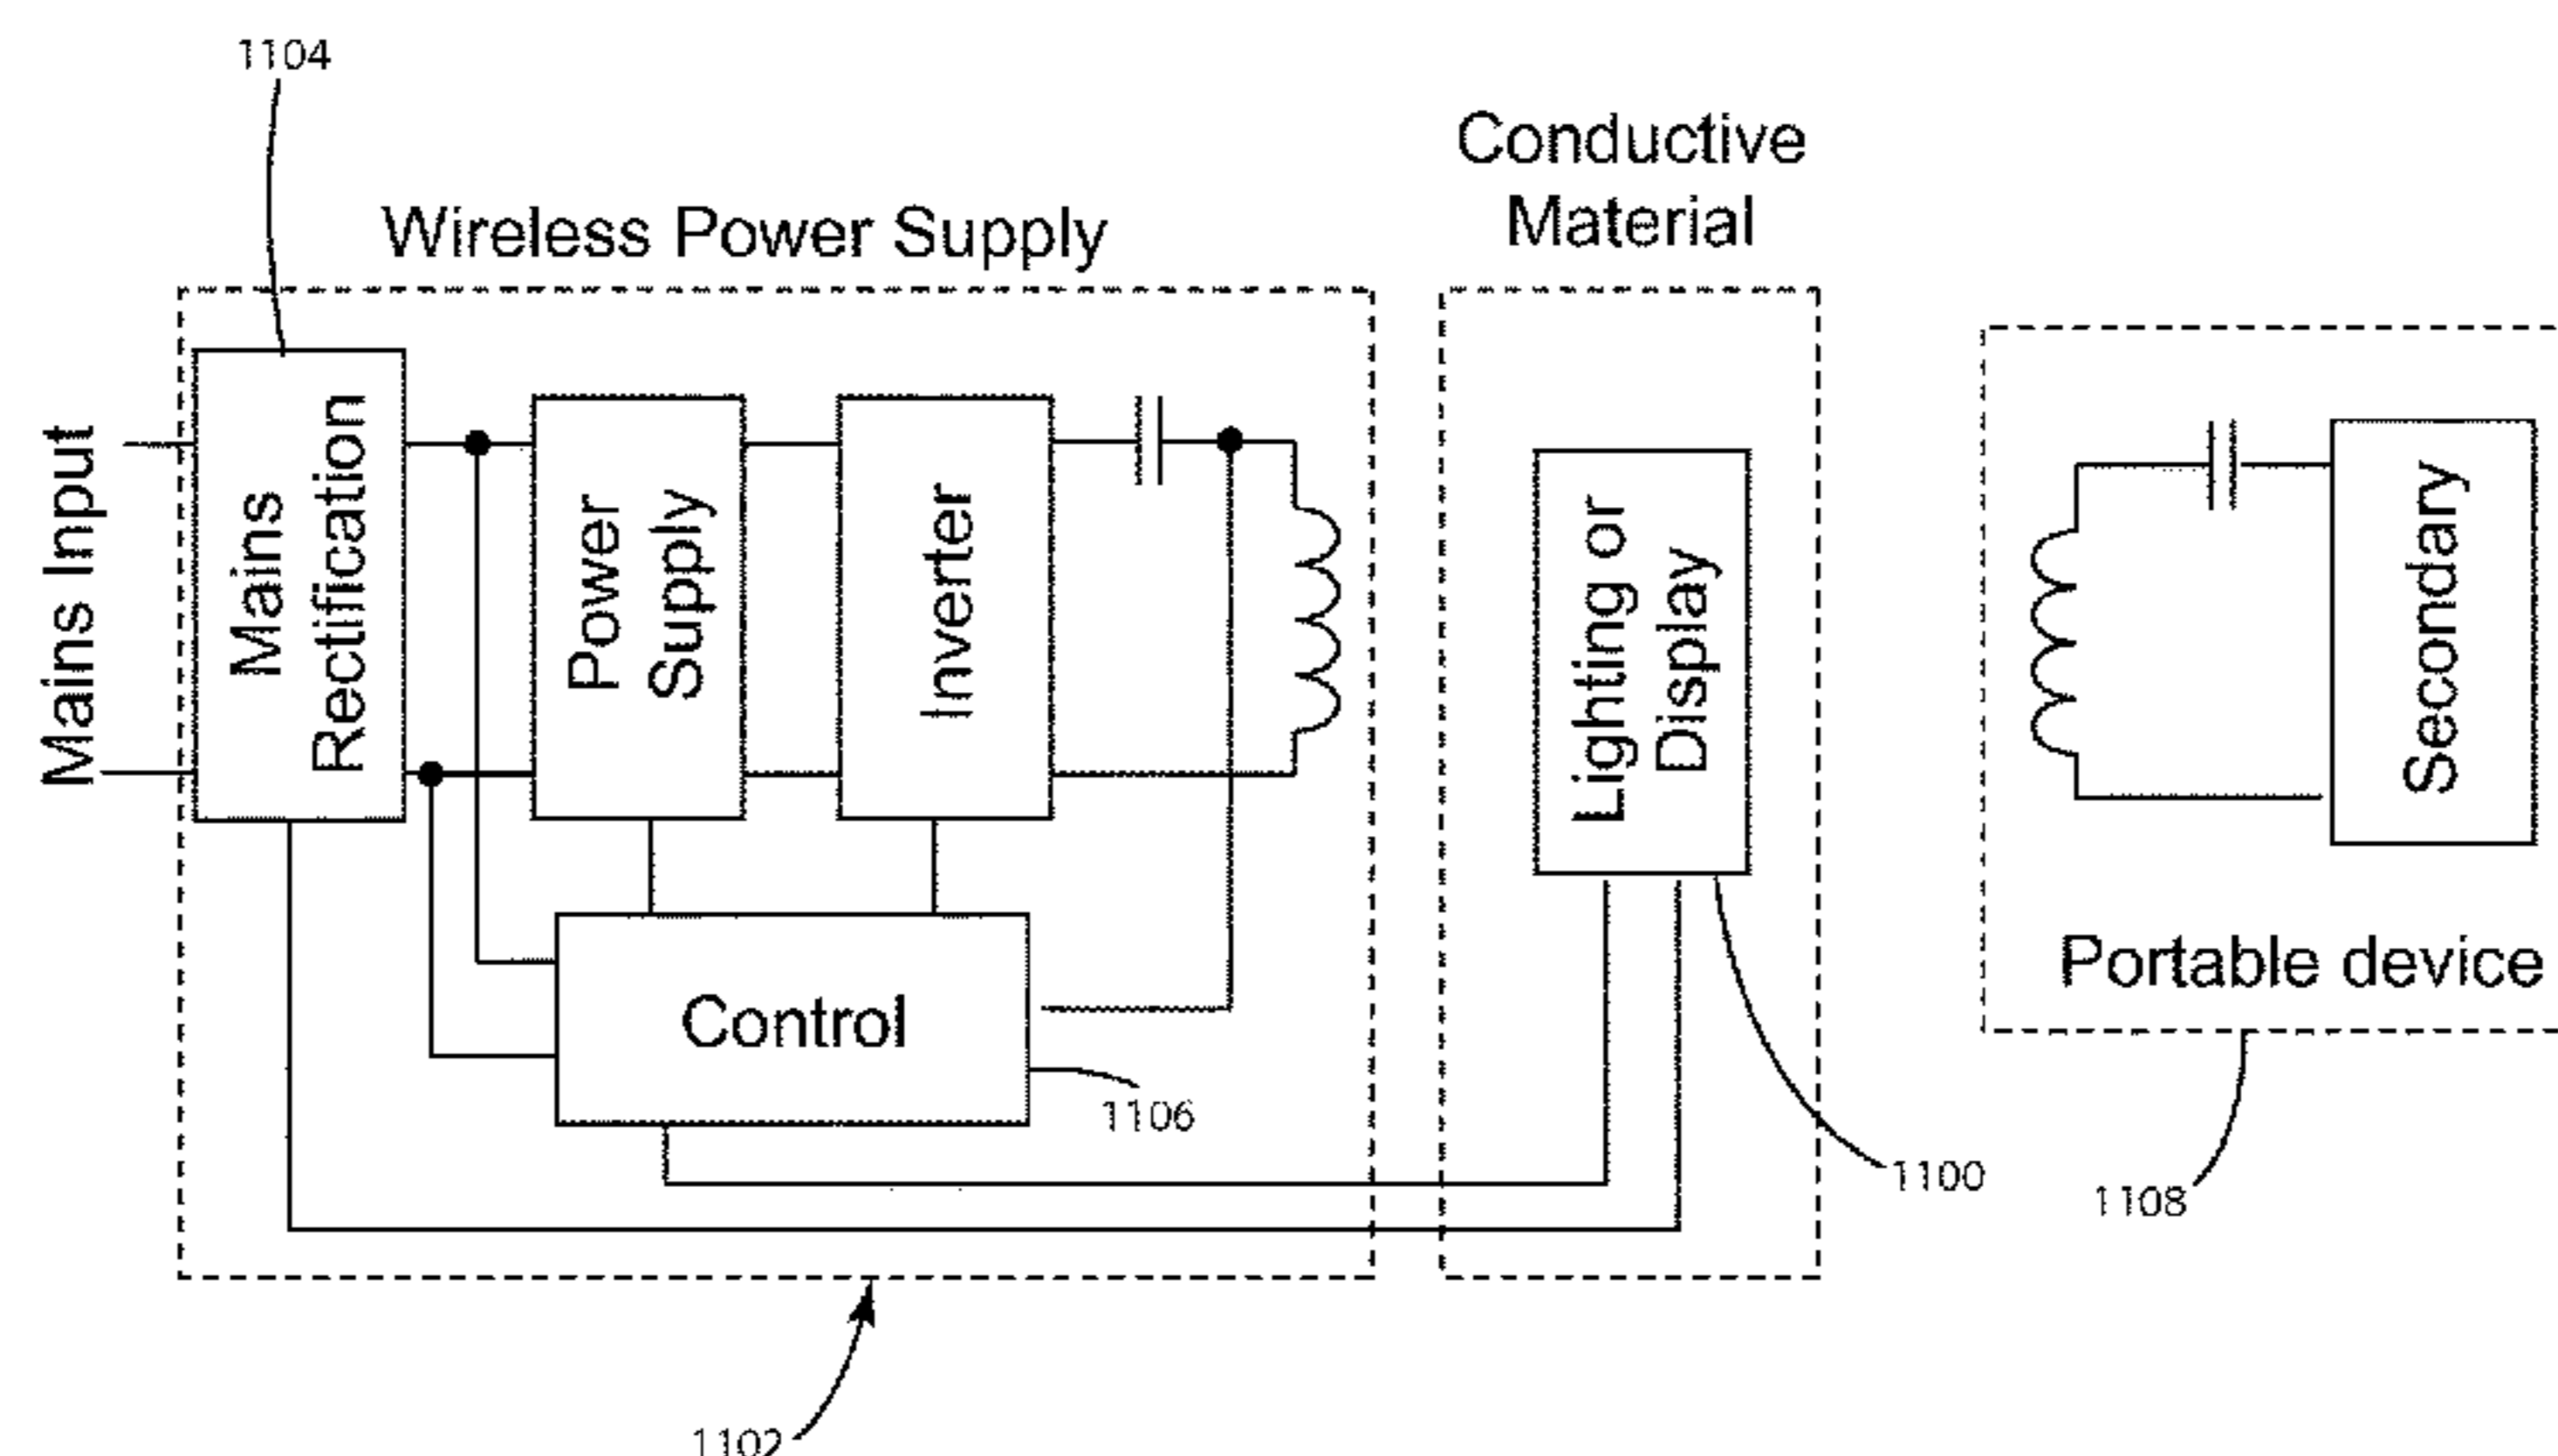 1104
Conductive
Material
Wireless Power Supply
Mains Input
Mains
Rectification
Power
Supply
Inverter
Lighting or
Display
Secondary
Portable device
Control
1106
1100
1108
1102